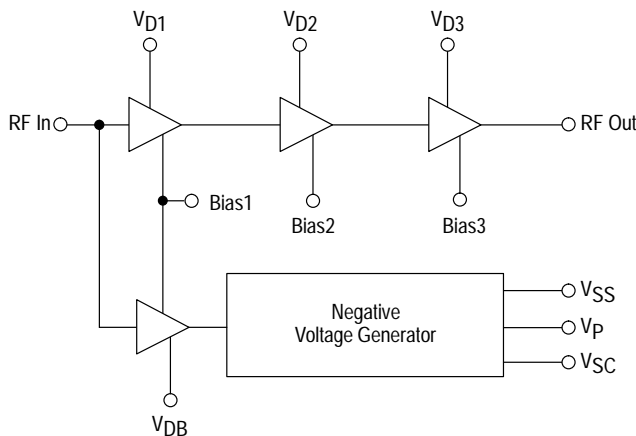 VD1
VD2
VD3
RF In
RF Out
Bias1
Bias2
Bias3
Negative
Voltage Generator
VSS
VP
VSC
VDB